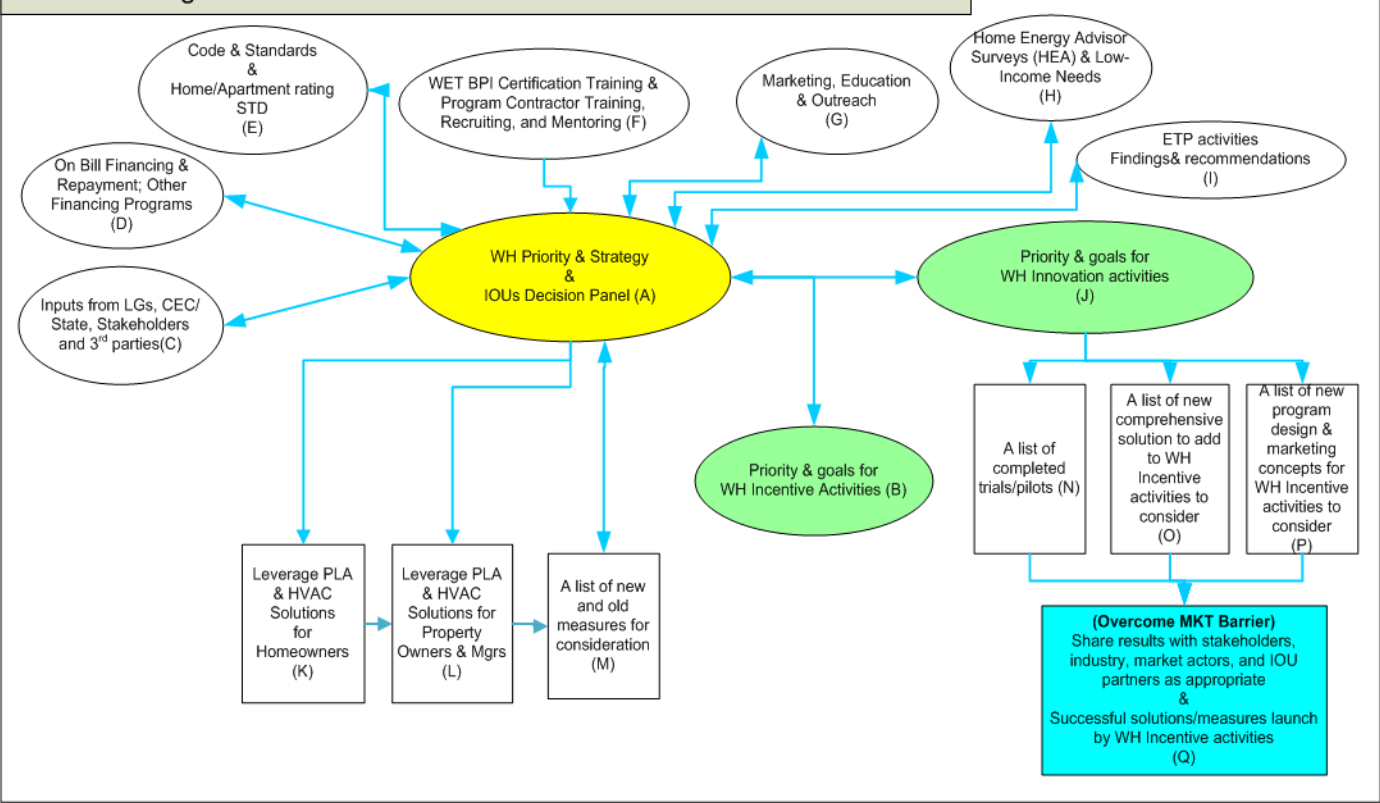 Code & Standards
&
Home/Apartment rating
STD
(E)
WET BPI Certification Training &
Program Contractor Training,
Recruiting, and Mentoring (F)
Marketing, Education
& Outreach
(G)
Home Energy Advisor
Surveys (HEA) & Low-
Income Needs
(H)
ETP activities
Findings& recommendations
(I)
On Bill Financing &
Repayment; Other
Financing Programs
(D)
Inputs from LGs, CEC/
State, Stakeholders
and 3rd parties(C)
WH Priority & Strategy
&
IOUs Decision Panel (A)
Priority & goals for
WH Innovation activities
(J)
Priority & goals for
WH Incentive Activities (B)
A list of
completed
trials/pilots (N)
A list of new
comprehensive
solution to add
to WH
Incentive
activities to
consider
(O)
A list of new
program
design &
marketing
concepts for
WH Incentive
activities to
consider
(P)
Leverage PLA
& HVAC
Solutions
for
Homeowners
(K)
Leverage PLA
& HVAC
Solutions for
Property
Owners & Mgrs
(L)
A list of new
and old
measures for
consideration
(M)
(Overcome MKT Barrier)
Share results with stakeholders,
industry, market actors, and IOU
partners as appropriate
&
Successful solutions/measures launch
by WH Incentive activities
(Q)